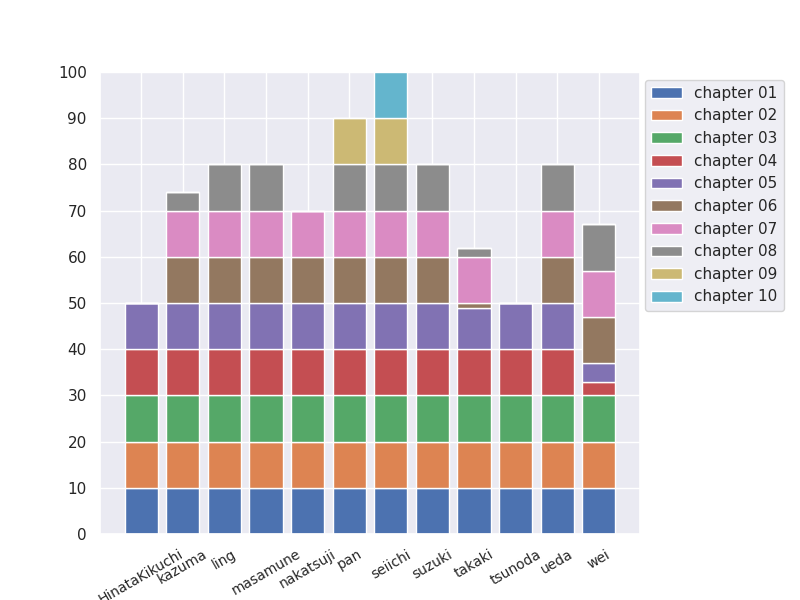 100
90
80
70
60
50
40
30
20
10
0
HinataKikuchi
kazuma
ling
masamune
nakatsuji
pan
seiichi
suzuki
takaki
tsunoda
ueda
wei
chapter 01
chapter 02
chapter 03
chapter 04
chapter 05
chapter 06
chapter 07
chapter 08
chapter 09
chapter 10